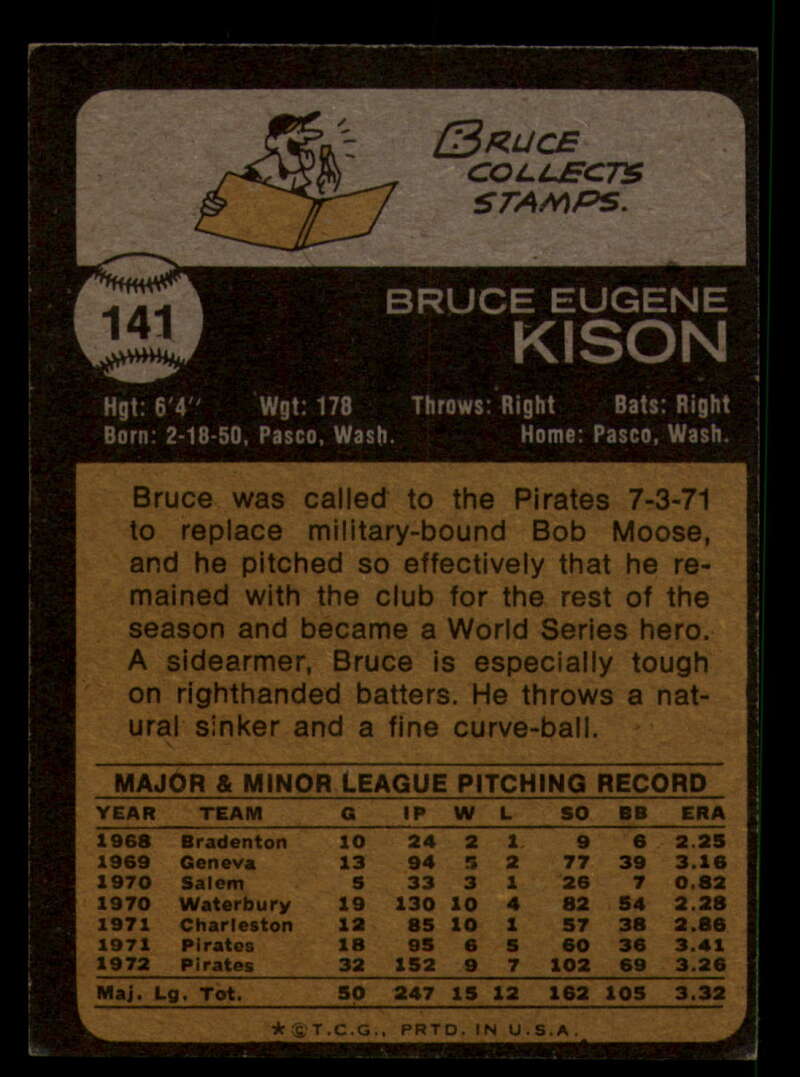 BRUCE
COLLECTS
STAMPS.
141
BRUCE EUGENE
KISON
Hgt: 6'4" Wgt: 178 Throws: Right Bats: Right
Born: 2-18-50, Pasco, Wash. Home: Pasco, Wash.
Bruce was called to the Pirates 7-3-71
to replace military-bound Bob Moose,
and he pitched so effectively that he re-
mained with the club for the rest of the
season and became a World Series hero.
A sidearmer, Bruce is especially tough
on righthanded batters. He throws a nat-
ural sinker and a fine curve-ball.
MAJOR & MINOR LEAGUE PITCHING RECORD
YEAR TEAM G IP W L SO BB ERA
1968 Bradenton 10 24 2 1 9 6 2.25
1969 Geneva 13 94 5 2 77 39 3.16
1970 Salem 5 33 3 1 26 7 0.82
1970 Waterbury 19 130 10 4 82 54 2.28
1971 Charleston 12 85 10 1 57 38 2.86
1971 Pirates 18 95 6 5 60 36 3.41
1972 Pirates 32 152 9 7 102 69 3.26
Maj. Lg. Tot. 50 247 15 12 162 105 3.32
*©T.C.G., PRTD. IN U.S.A.